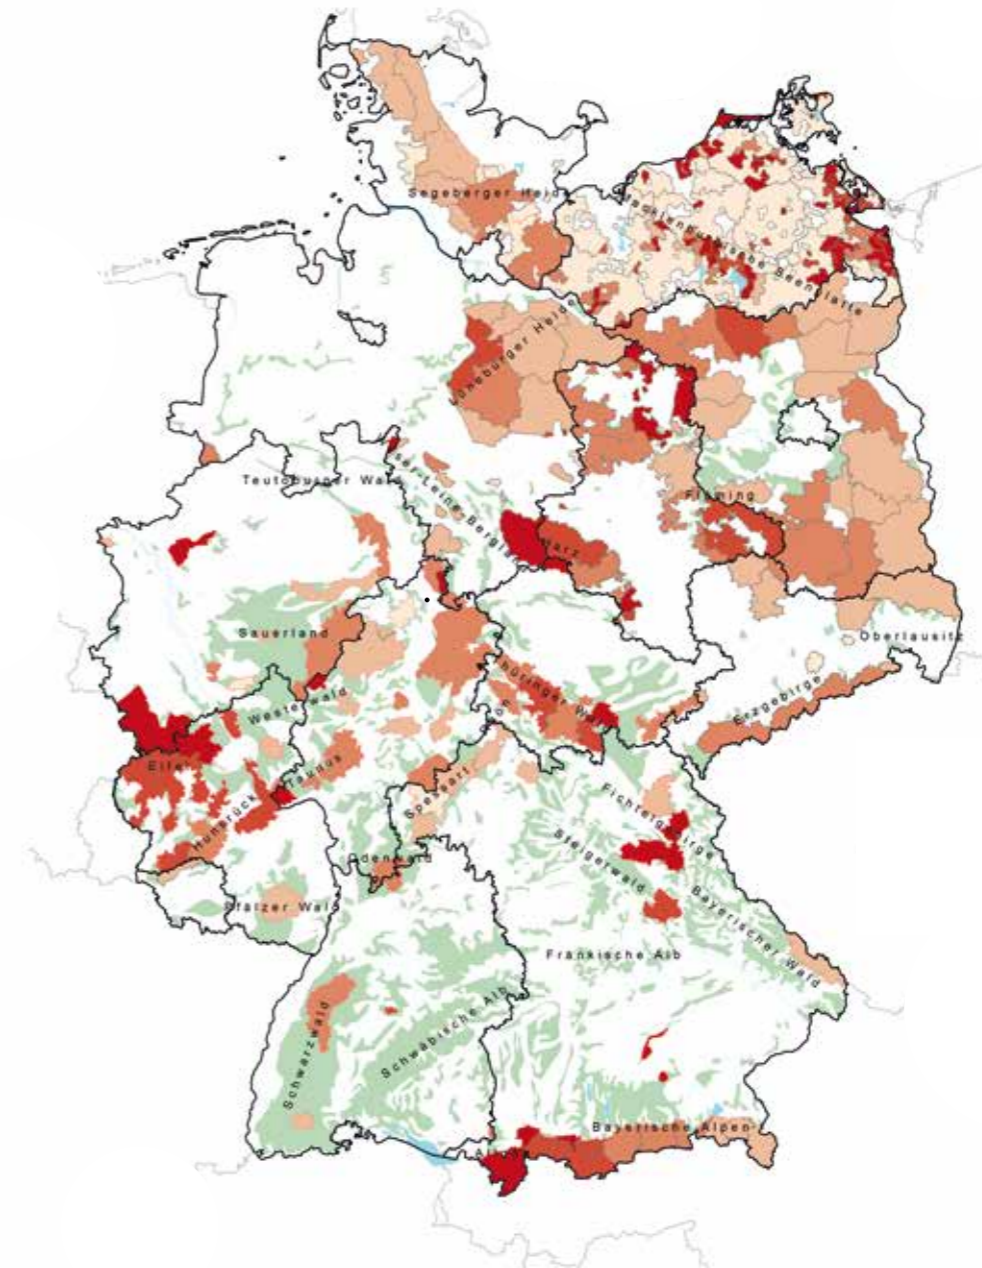 Segeberger Heide
Mecklenburgische Seenplatte
Lüneburger Heide
Teutoburger Wald
Weser-Leine-Bergland
Fläming
Harz
Sauerland
Oberlausitz
Westerwald
Thüringer Wald
Erzgebirge
Eifel
Taunus
Hunsrück
Spessart
Fichtelgebirge
Odenwald
Steigerwald
Pfälzer Wald
Bayerischer Wald
Fränkische Alb
Schwarzwald
Schwäbische Alb
Bayerische Alpen